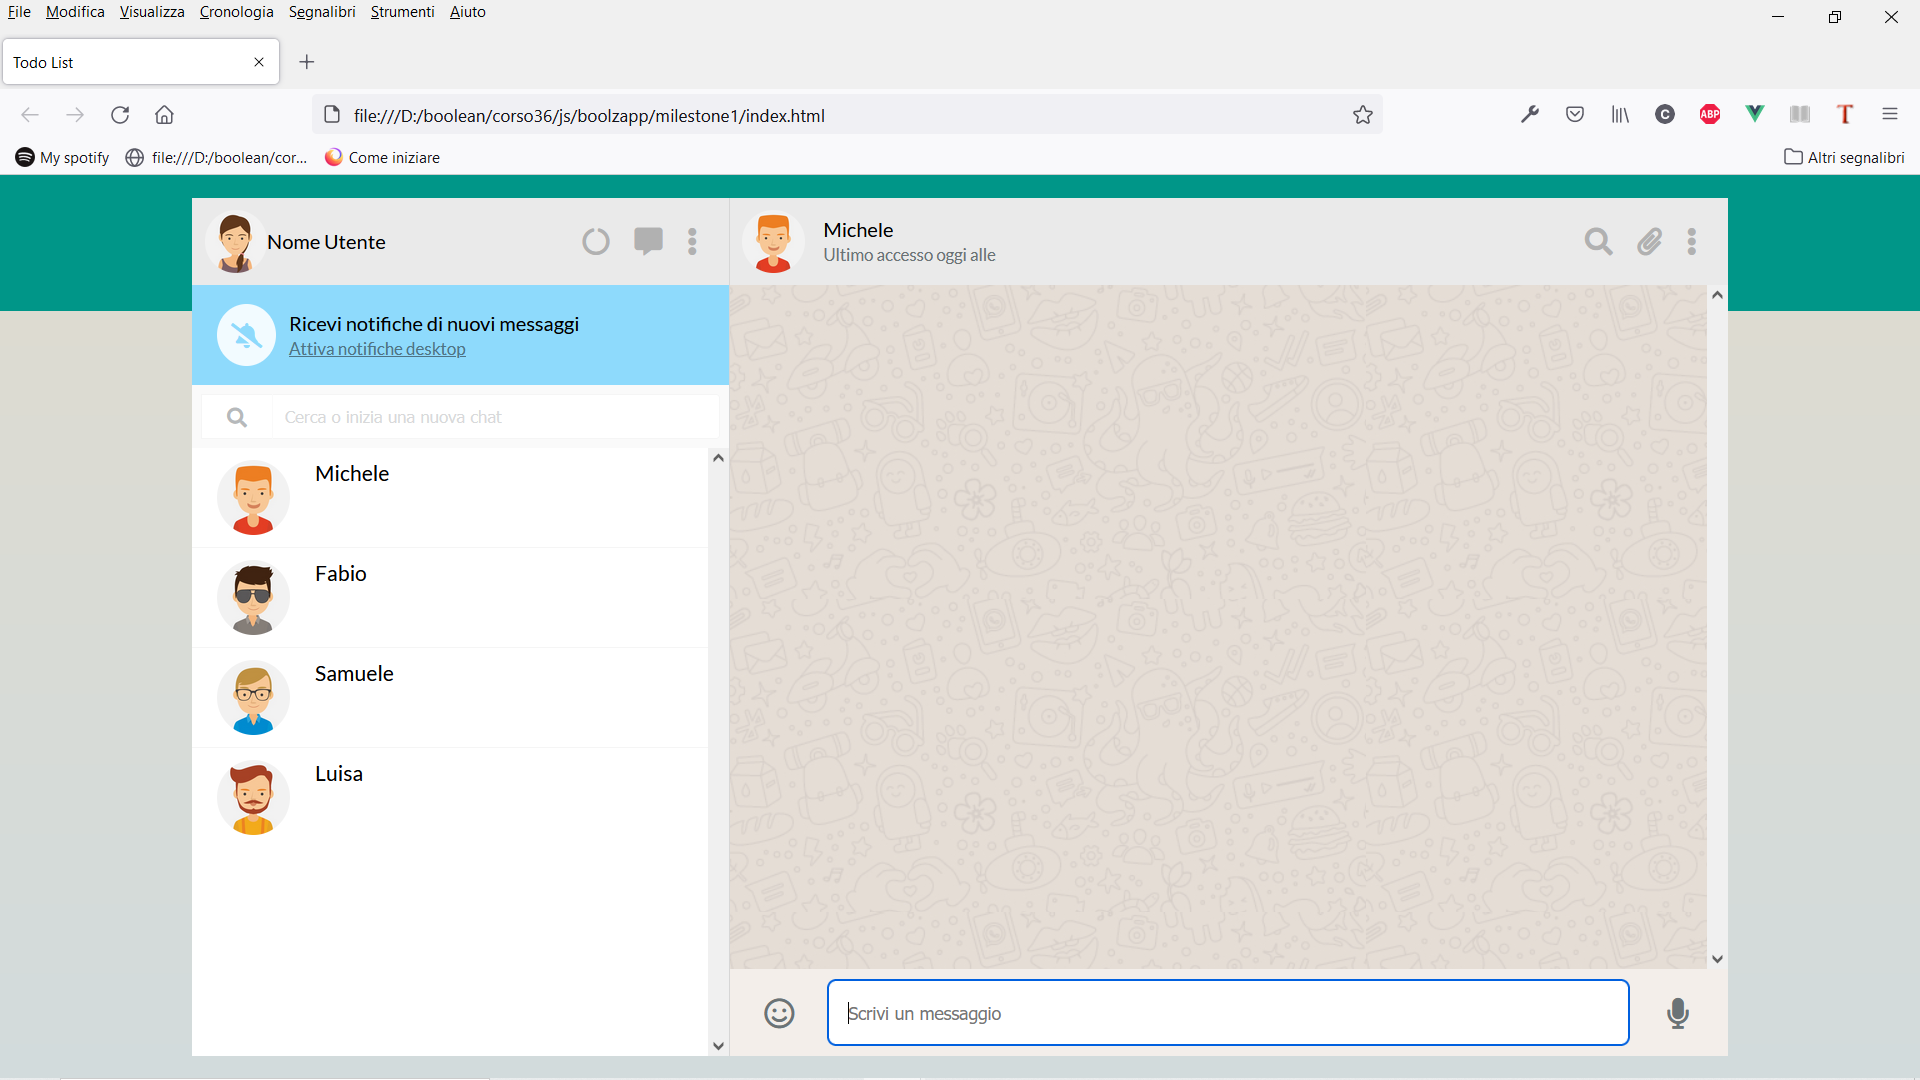 File Modifica Visualizza Cronologia Segnalibri Strumenti Aiuto
Todo List
file:///D:/boolean/corso36/js/boolzapp/milestone1/index.html
C
ABP
T
My spotify file:///D:/boolean/cor... Come iniziare Altri segnalibri
Nome Utente
Michele
Ultimo accesso oggi alle
Ricevi notifiche di nuovi messaggi
Attiva notifiche desktop
Cerca o inizia una nuova chat
Michele
Fabio
Samuele
Luisa
Scrivi un messaggio